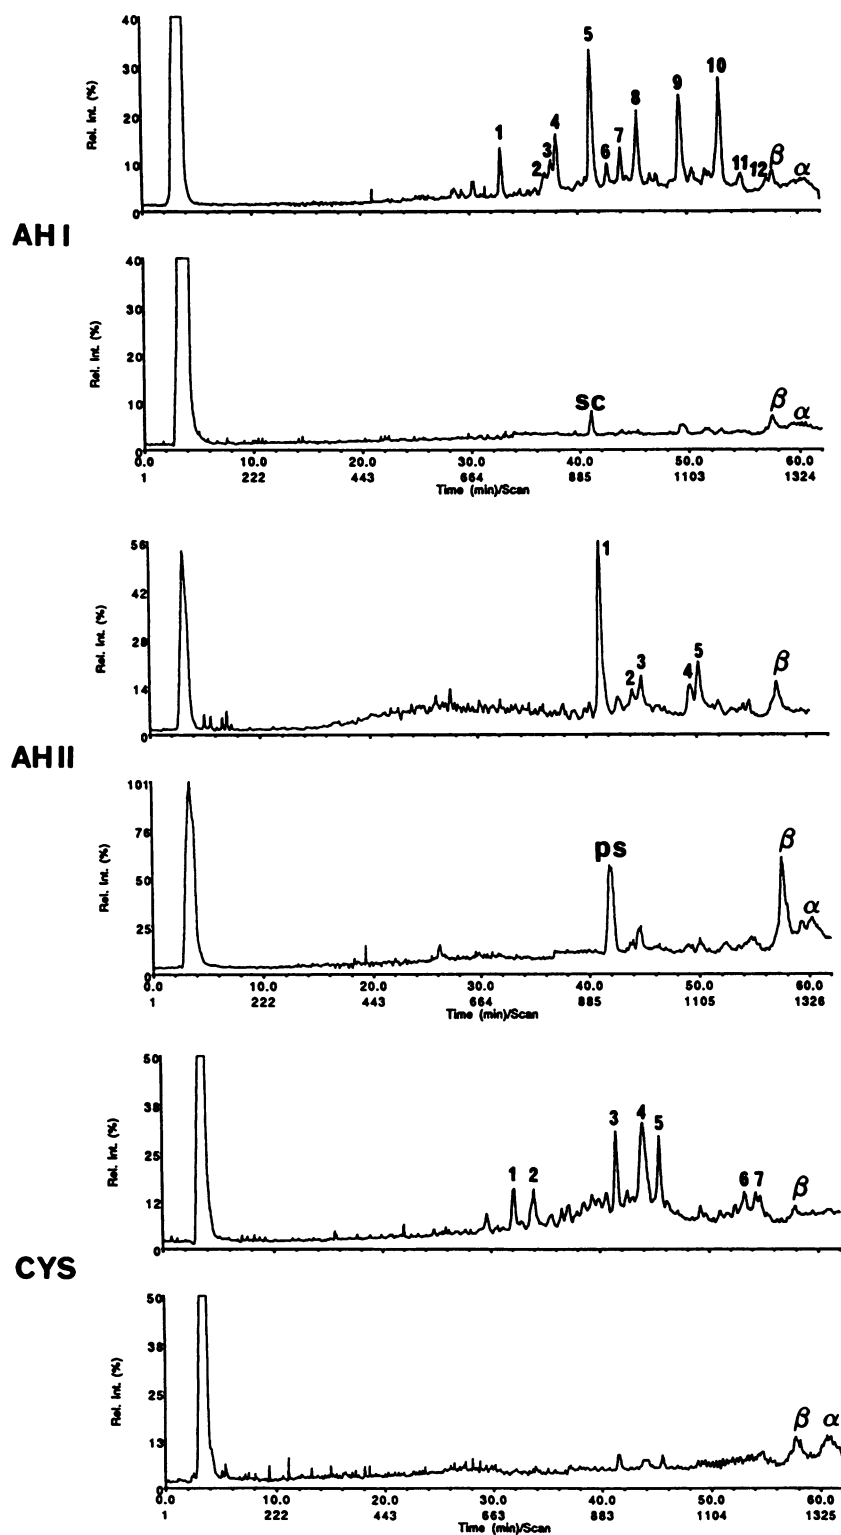 40
30
20
10
0
Rel. Int. (%)
1
2
3
4
5
6
7
8
9
10
11
12
β
α
AH I
40
30
20
10
0
Rel. Int. (%)
sc
β
α
0.0 10.0 20.0 30.0 40.0 50.0 60.0
1 222 443 664 885 1103 1324
Time (min)/Scan
56
42
28
14
0
Rel. Int. (%)
1
2
3
4
5
β
AH II
101
76
50
25
0
Rel. Int. (%)
ps
β
α
0.0 10.0 20.0 30.0 40.0 50.0 60.0
1 222 443 664 885 1105 1326
Time (min)/Scan
50
38
25
12
0
Rel. Int. (%)
1
2
3
4
5
6
7
β
CYS
50
38
25
13
0
Rel. Int. (%)
β
α
0.0 10.0 20.0 30.0 40.0 50.0 60.0
1 222 443 663 883 1104 1325
Time (min)/Scan